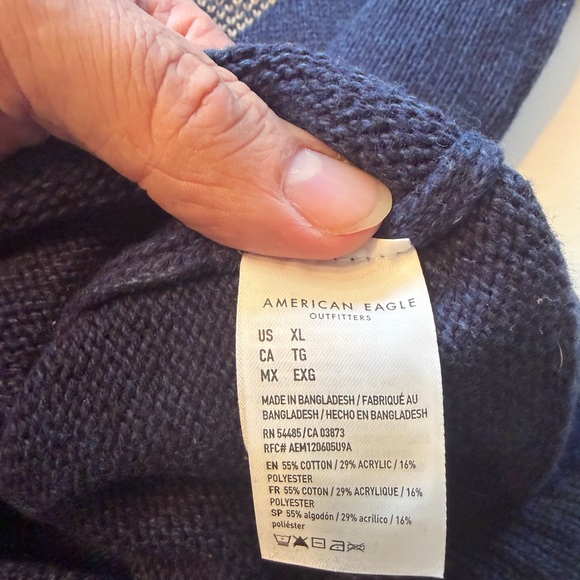 AMERICAN EAGLE
OUTFITTERS
US XL
CA TG
MX EXG
MADE IN BANGLADESH / FABRIQUÉ AU
BANGLADESH / HECHO EN BANGLADESH
RN 54485 / CA 03873
RFC# AEM120605U9A
EN 55% COTTON / 29% ACRYLIC / 16%
POLYESTER
FR 55% COTON / 29% ACRYLIQUE / 16%
POLYESTER
SP 55% algodón / 29% acrílico / 16%
poliéster